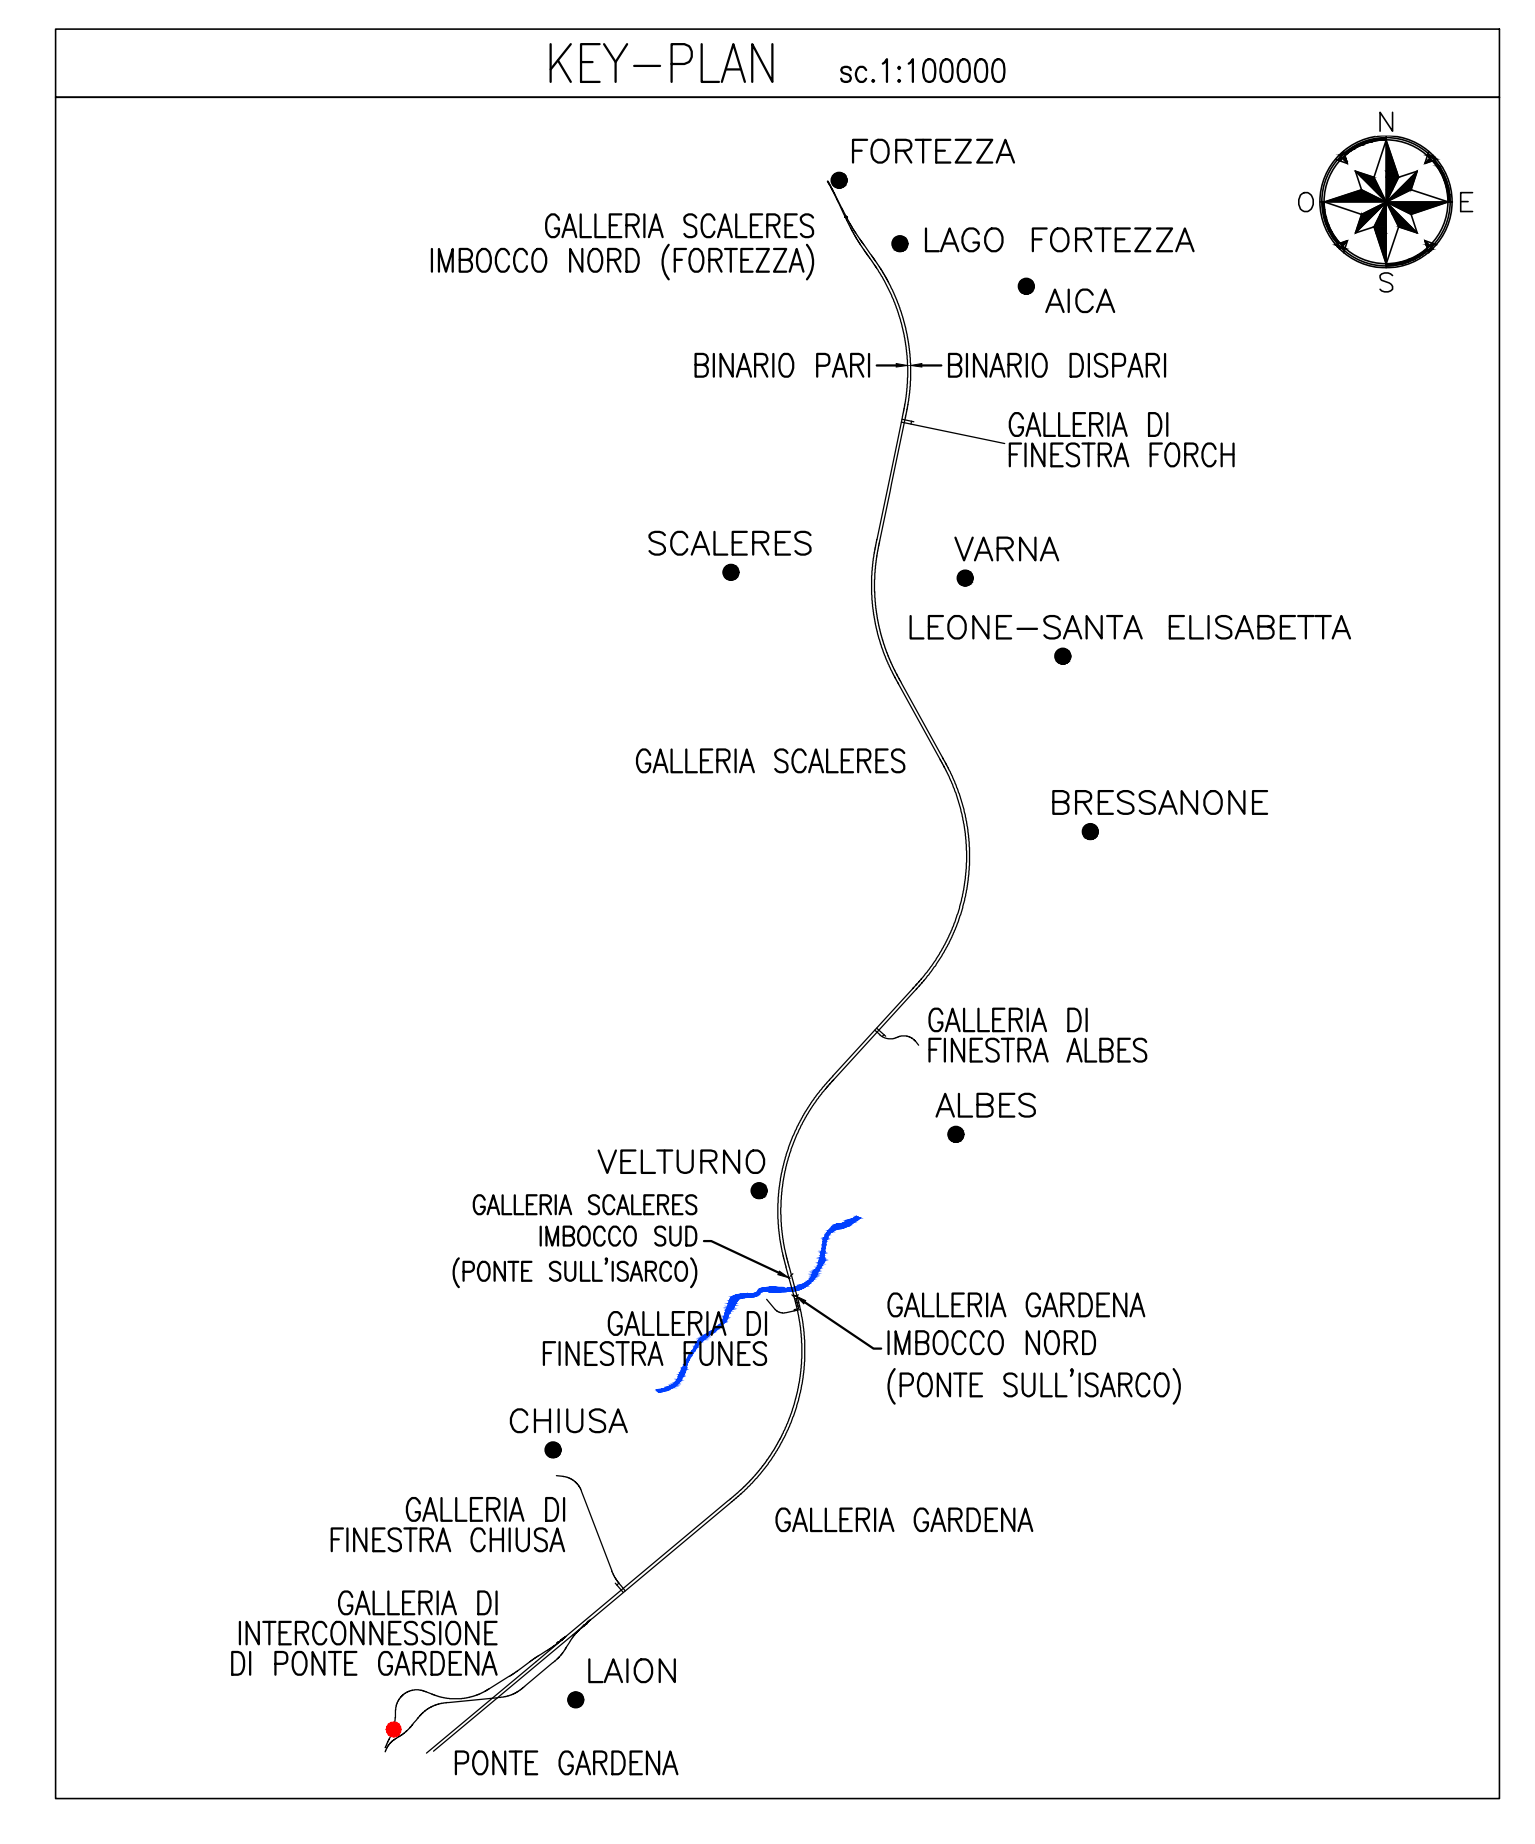 KEY-PLAN sc.1:100000
N
O
E
S
FORTEZZA
GALLERIA SCALERES
IMBOCCO NORD (FORTEZZA)
LAGO FORTEZZA
AICA
BINARIO PARI
BINARIO DISPARI
GALLERIA DI
FINESTRA FORCH
SCALERES
VARNA
LEONE-SANTA ELISABETTA
GALLERIA SCALERES
BRESSANONE
GALLERIA DI
FINESTRA ALBES
ALBES
VELTURNO
GALLERIA SCALERES
IMBOCCO SUD
(PONTE SULL'ISARCO)
GALLERIA DI
FINESTRA FUNES
GALLERIA GARDENA
IMBOCCO NORD
(PONTE SULL'ISARCO)
CHIUSA
GALLERIA DI
FINESTRA CHIUSA
GALLERIA GARDENA
GALLERIA DI
INTERCONNESSIONE
DI PONTE GARDENA
LAION
PONTE GARDENA